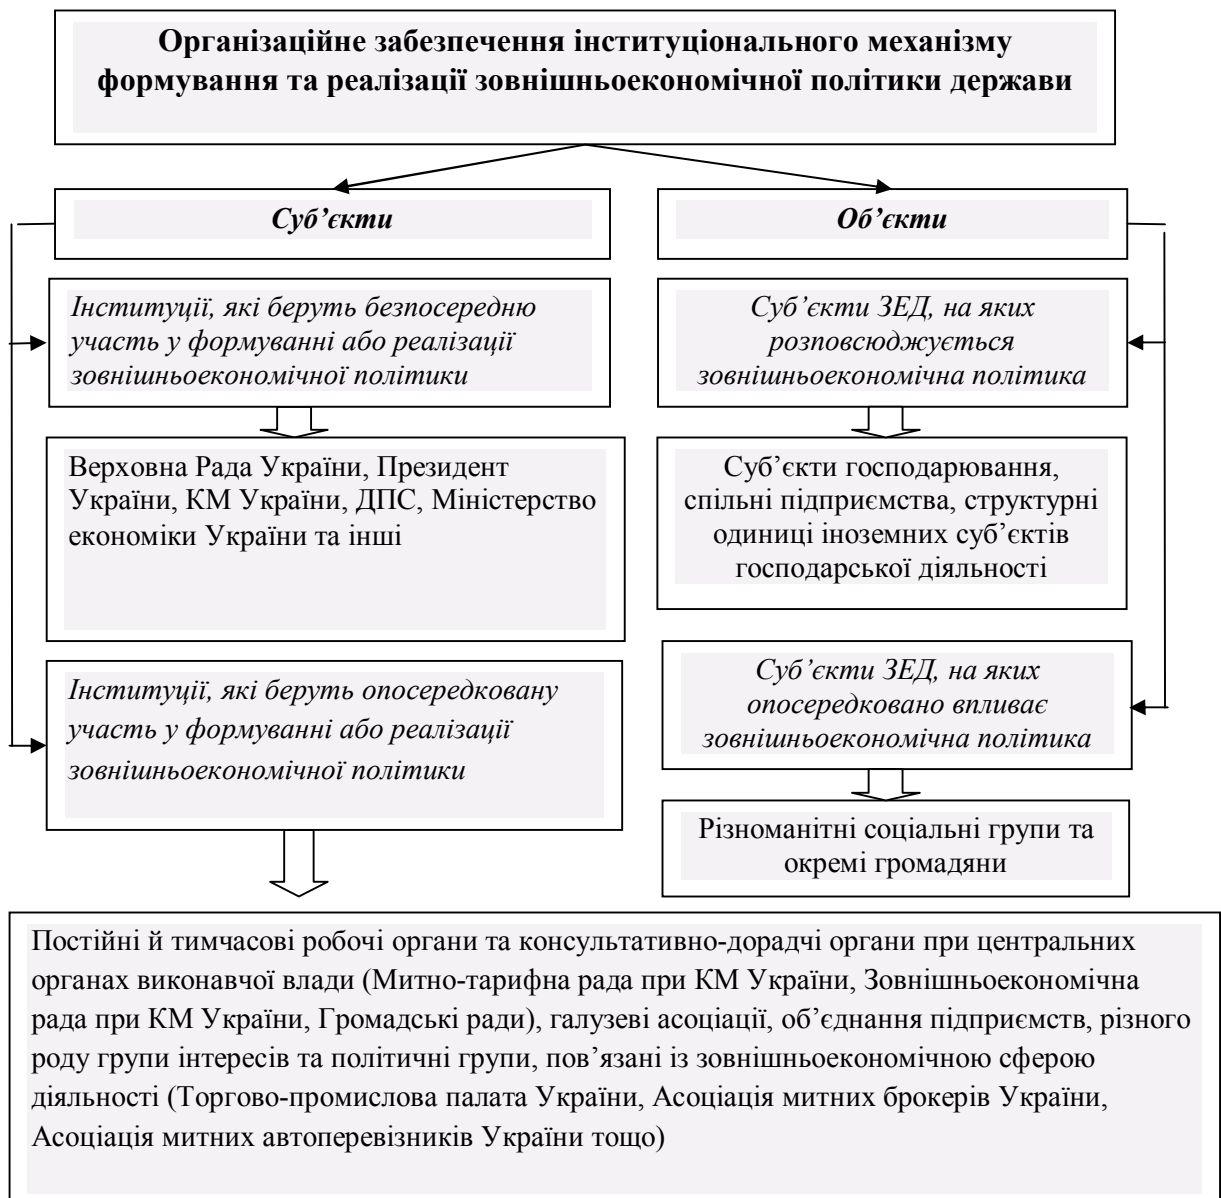 Організаційне забезпечення інституціонального механізму
формування та реалізації зовнішньоекономічної політики держави
Суб’єкти
Інституції, які беруть безпосередню
участь у формуванні або реалізації
зовнішньоекономічної політики
Верховна Рада України, Президент
України, КМ України, ДПС, Міністерство
економіки України та інші
Інституції, які беруть опосередковану
участь у формуванні або реалізації
зовнішньоекономічної політики
Об’єкти
Суб’єкти ЗЕД, на яких
розповсюджується
зовнішньоекономічна політика
Суб’єкти господарювання,
спільні підприємства, структурні
одиниці іноземних суб’єктів
господарської діяльності
Суб’єкти ЗЕД, на яких
опосередковано впливає
зовнішньоекономічна політика
Різноманітні соціальні групи та
окремі громадяни
Постійні й тимчасові робочі органи та консультативно-дорадчі органи при центральних
органах виконавчої влади (Митно-тарифна рада при КМ України, Зовнішньоекономічна
рада при КМ України, Громадські ради), галузеві асоціації, об’єднання підприємств, різного
роду групи інтересів та політичні групи, пов’язані із зовнішньоекономічною сферою
діяльності (Торгово-промислова палата України, Асоціація митних брокерів України,
Асоціація митних автоперевізників України тощо)